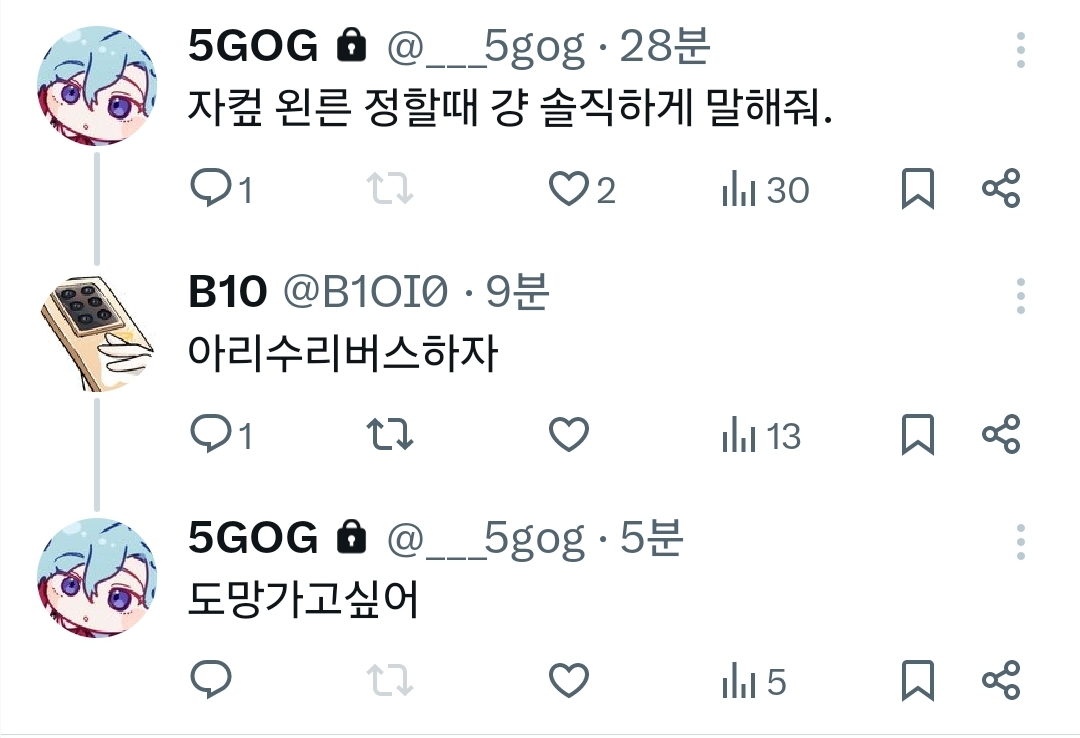 5GOG @___5gog · 28분
자컾 왼른 정할때 걍 솔직하게 말해줘.
1 2 30
B10 @B1OI0 · 9분
아리수리버스하자
1 13
5GOG @___5gog · 5분
도망가고싶어
5